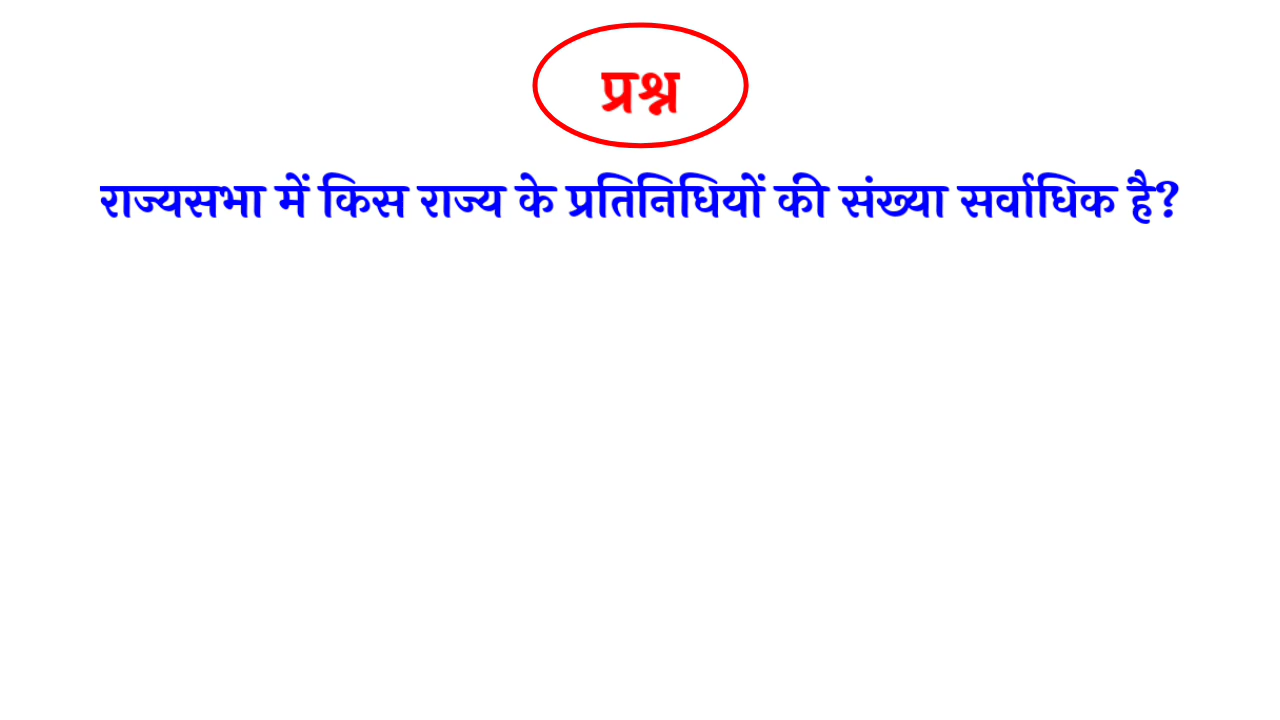 प्रश्न
राज्यसभा में किस राज्य के प्रतिनिधियों की संख्या सर्वाधिक है?